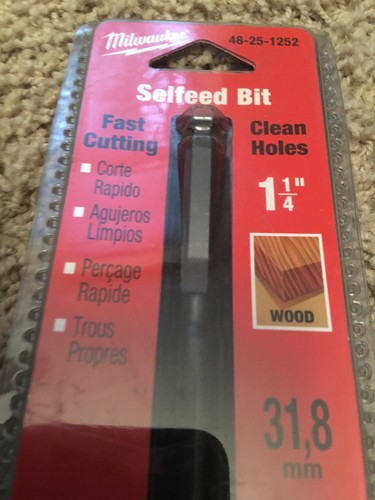 Milwaukee
48-25-1252
Selfeed Bit
Fast
Cutting
Corte
Rapido
Agujeros
Limpios
Perçage
Rapide
Trous
Propres
Clean
Holes
1 1/4"
WOOD
31,8
mm